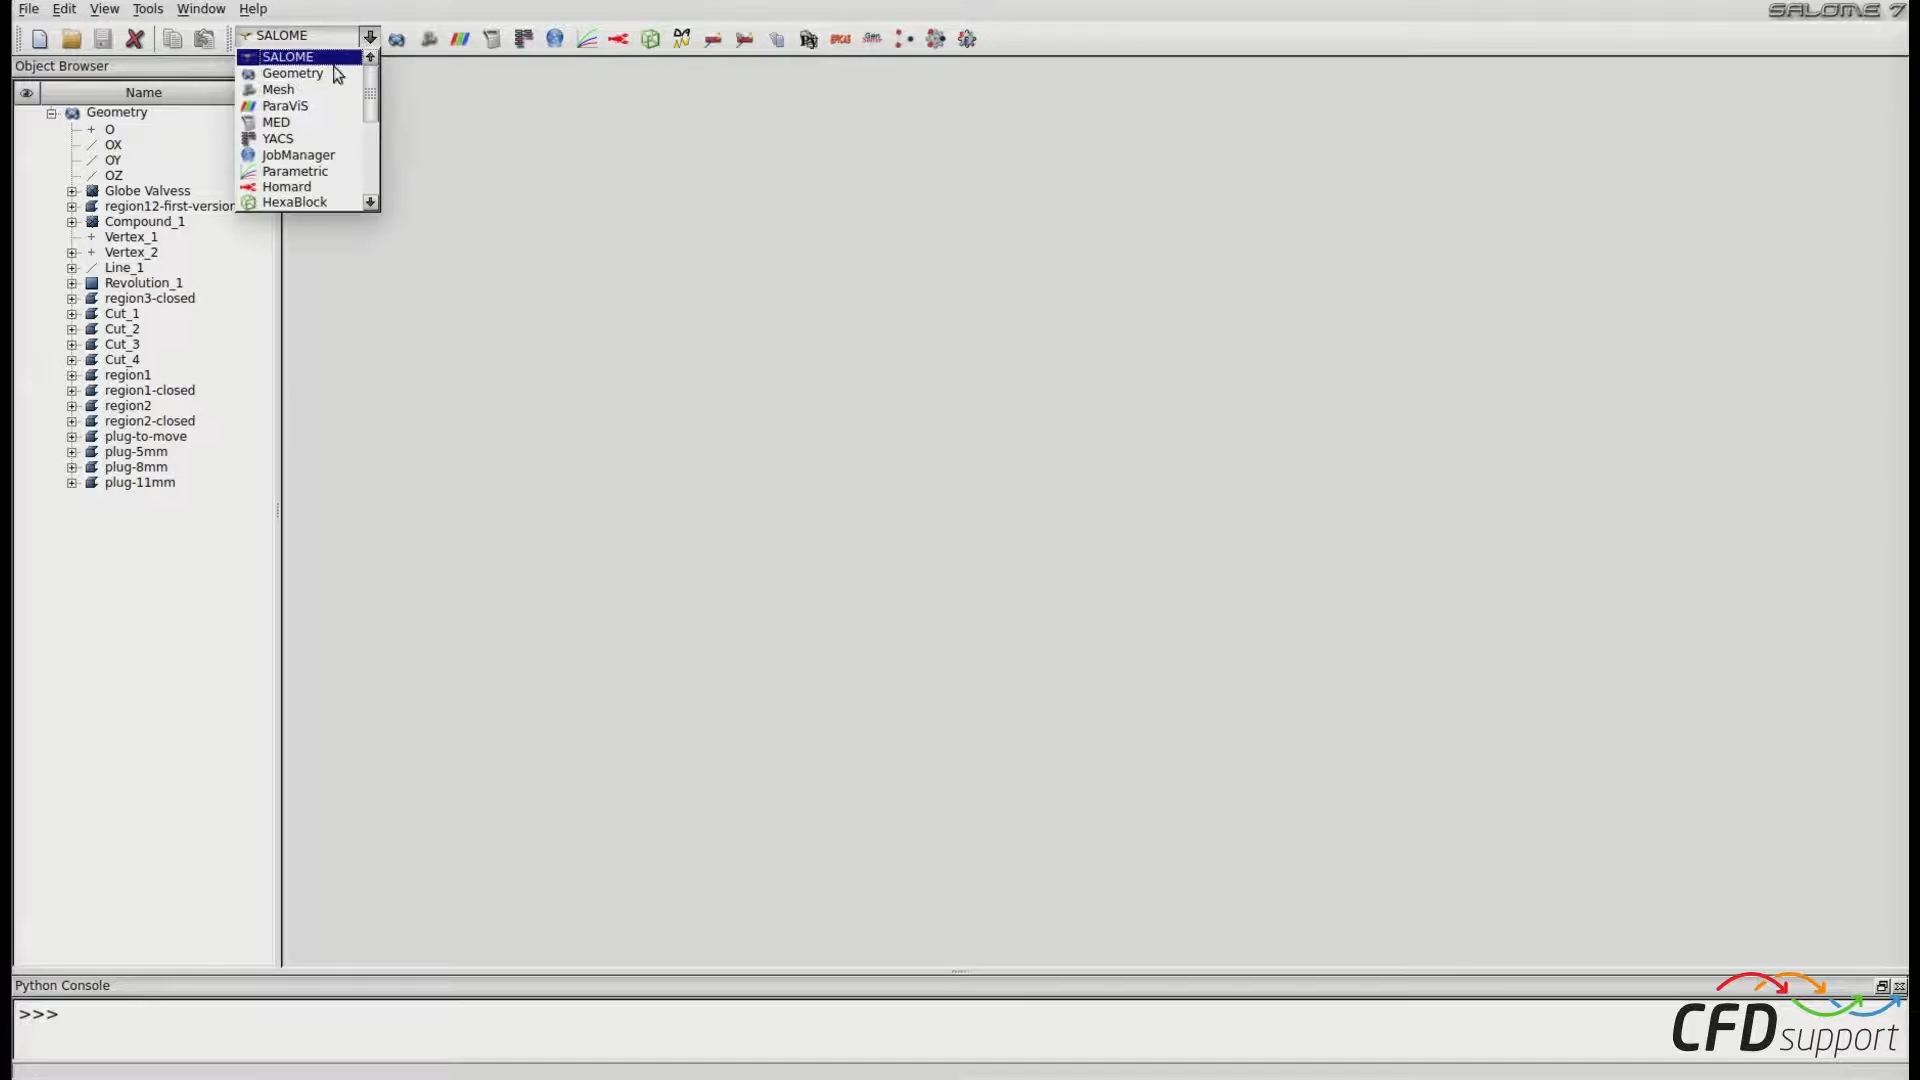 File Edit View Tools Window Help
SALOME 7
SALOME
Object Browser
Name
SALOME
Geometry
Mesh
ParaViS
MED
YACS
JobManager
Parametric
Homard
HexaBlock
Geometry
O
OX
OY
OZ
Globe Valvess
region12-first-version
Compound_1
Vertex_1
Vertex_2
Line_1
Revolution_1
region3-closed
Cut_1
Cut_2
Cut_3
Cut_4
region1
region1-closed
region2
region2-closed
plug-to-move
plug-5mm
plug-8mm
plug-11mm
Python Console
>>>
CFD support